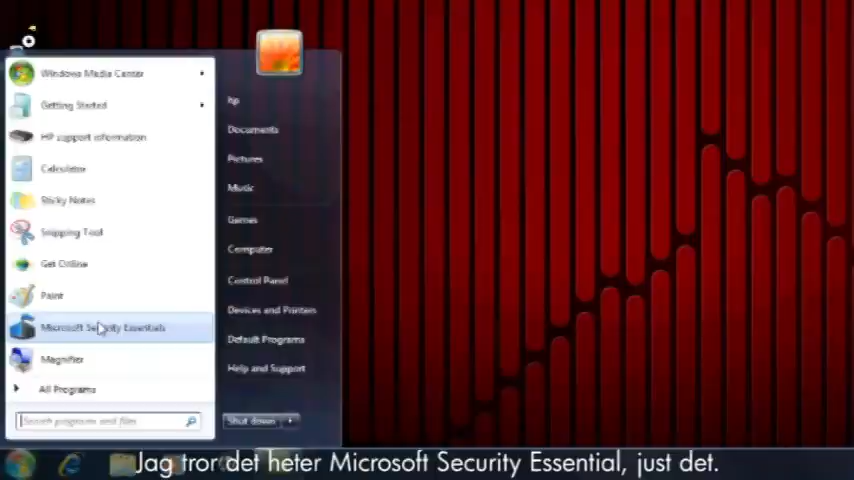 Windows Media Center
Getting Started
HP support information
Calculator
Sticky Notes
Snipping Tool
Get Online
Paint
Microsoft Security Essentials
Magnifier
All Programs
Search programs and files
hp
Documents
Pictures
Music
Games
Computer
Control Panel
Devices and Printers
Default Programs
Help and Support
Shut down
Jag tror det heter Microsoft Security Essential, just det.